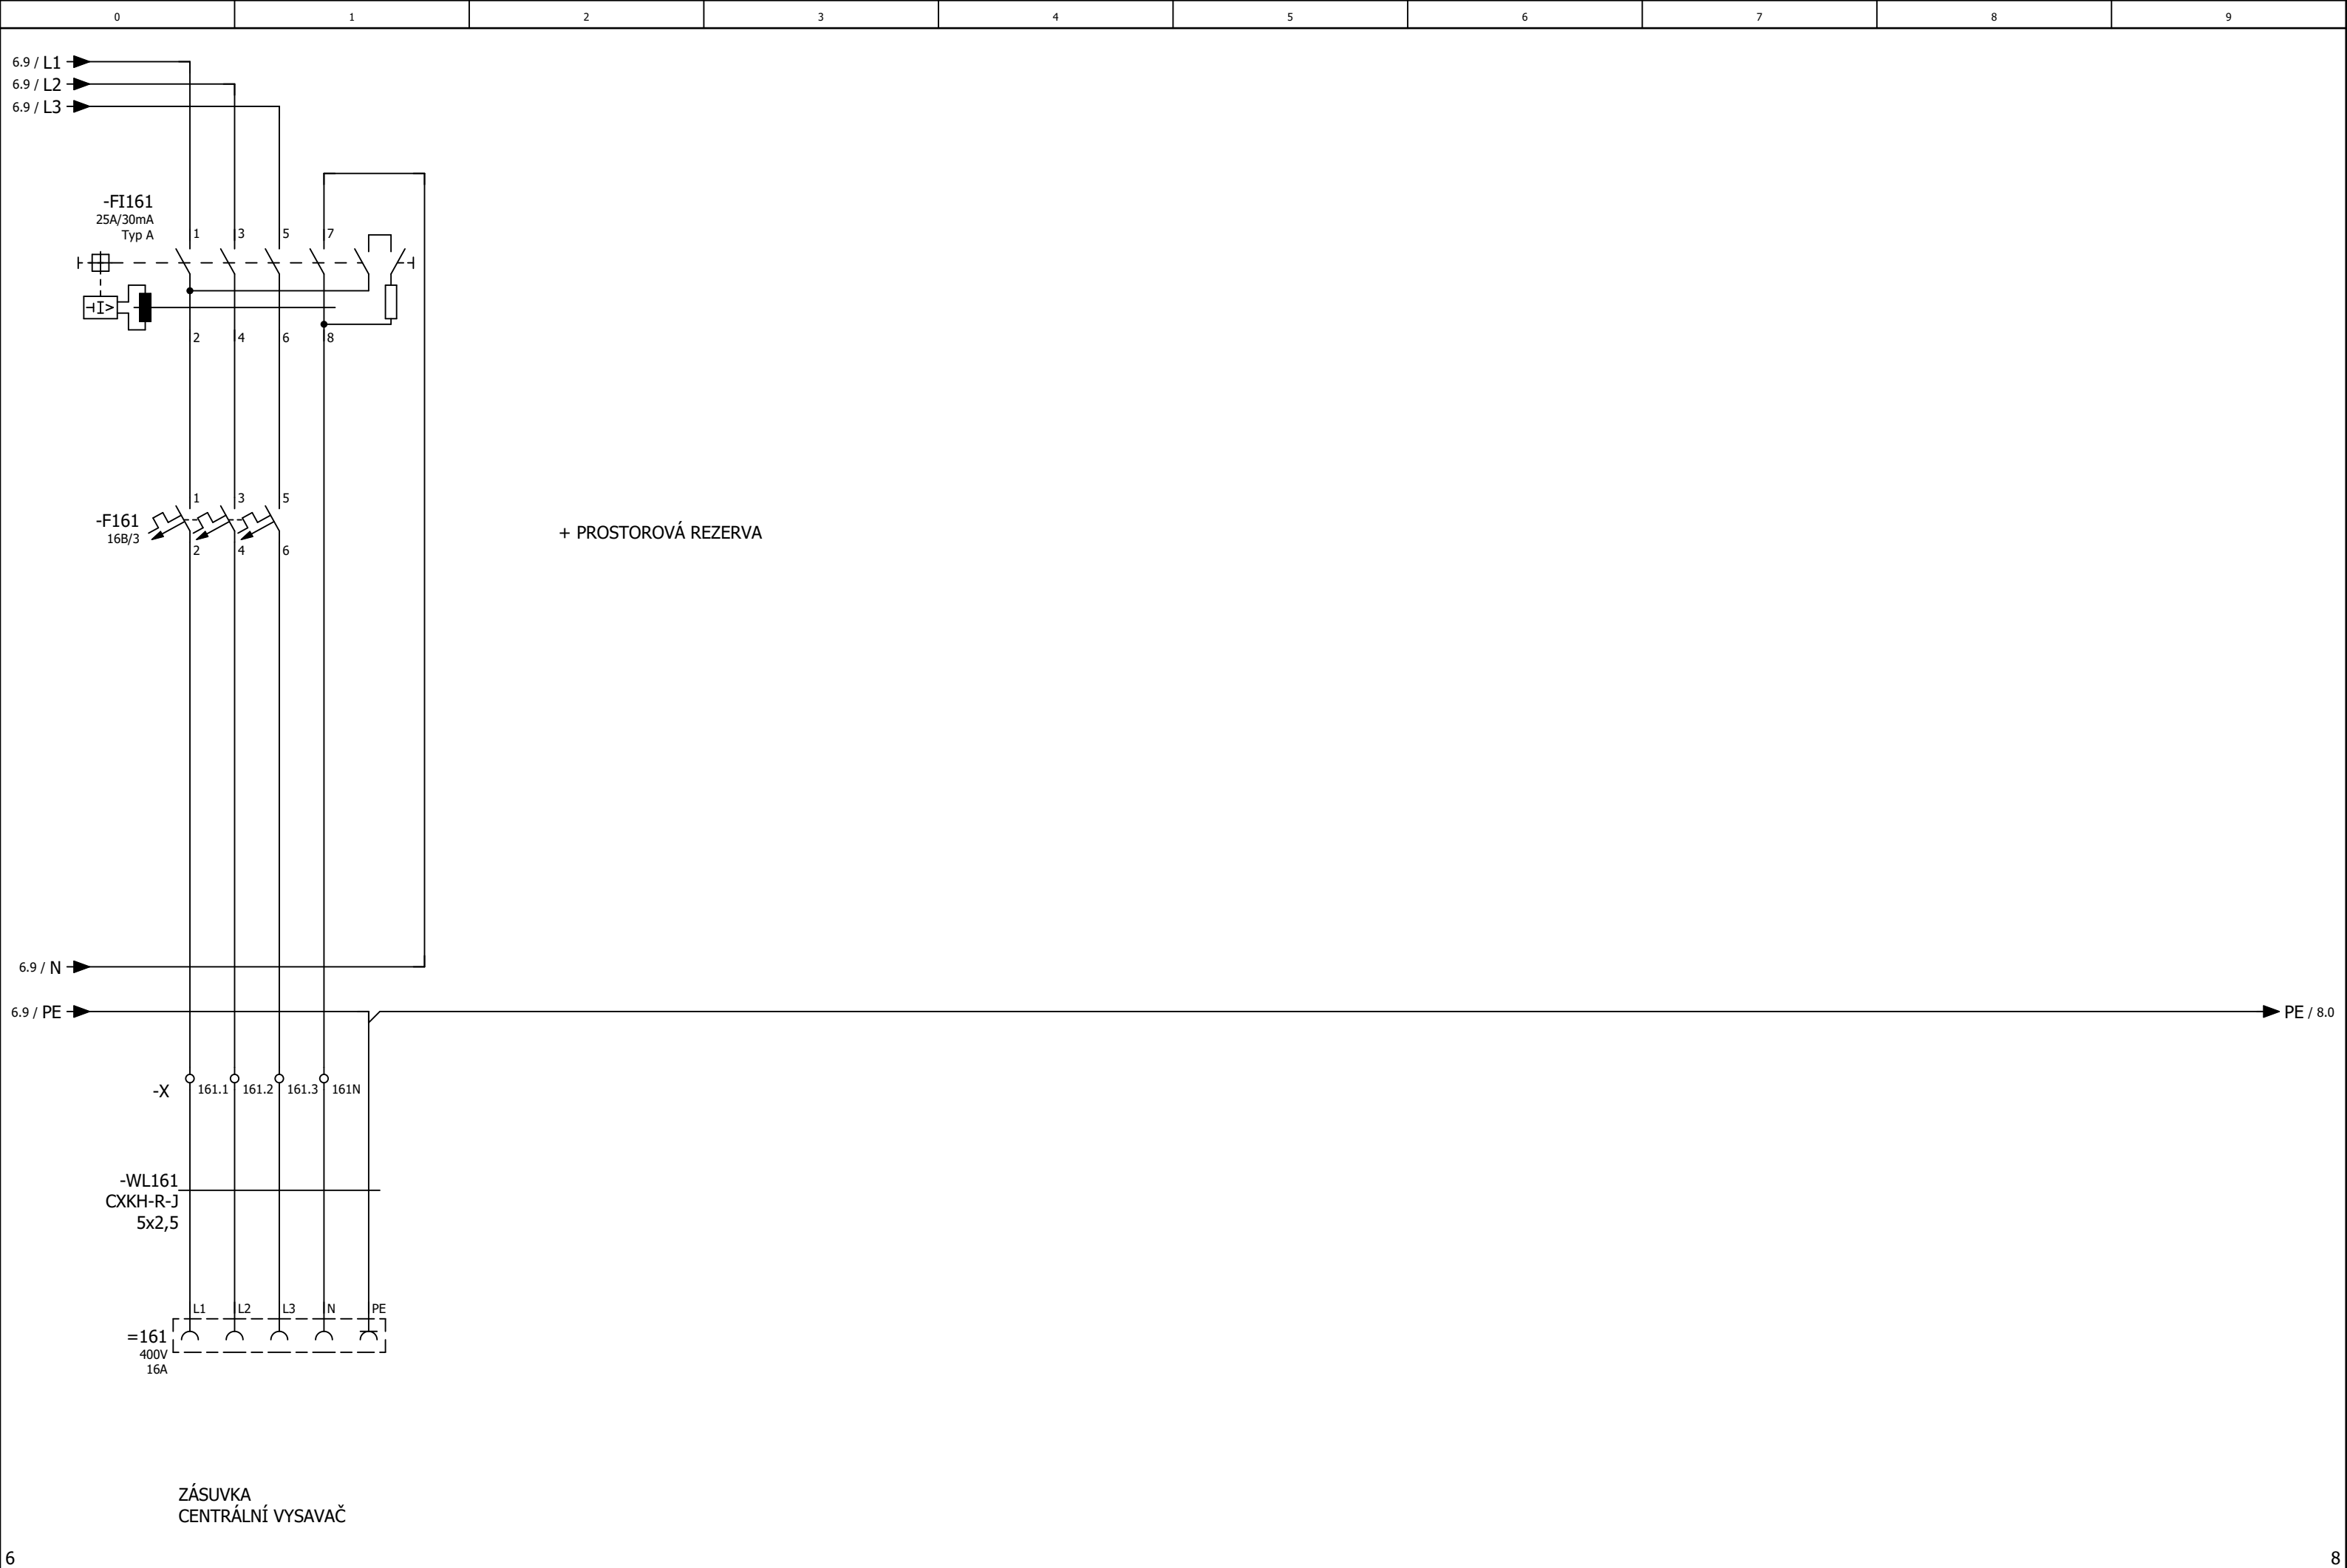 0 1 2 3 4 5 6 7 8 9
6.9 / L1
6.9 / L2
6.9 / L3
-FI161
25A/30mA
Typ A
1 3 5 7
-I>
2 4 6 8
1 3 5
-F161
16B/3
2 4 6
+ PROSTOROVÁ REZERVA
6.9 / N
6.9 / PE
PE / 8.0
-X 161.1 161.2 161.3 161N
-WL161
CXKH-R-J
5x2,5
L1 L2 L3 N PE
=161
400V
16A
ZÁSUVKA
CENTRÁLNÍ VYSAVAČ
6 8